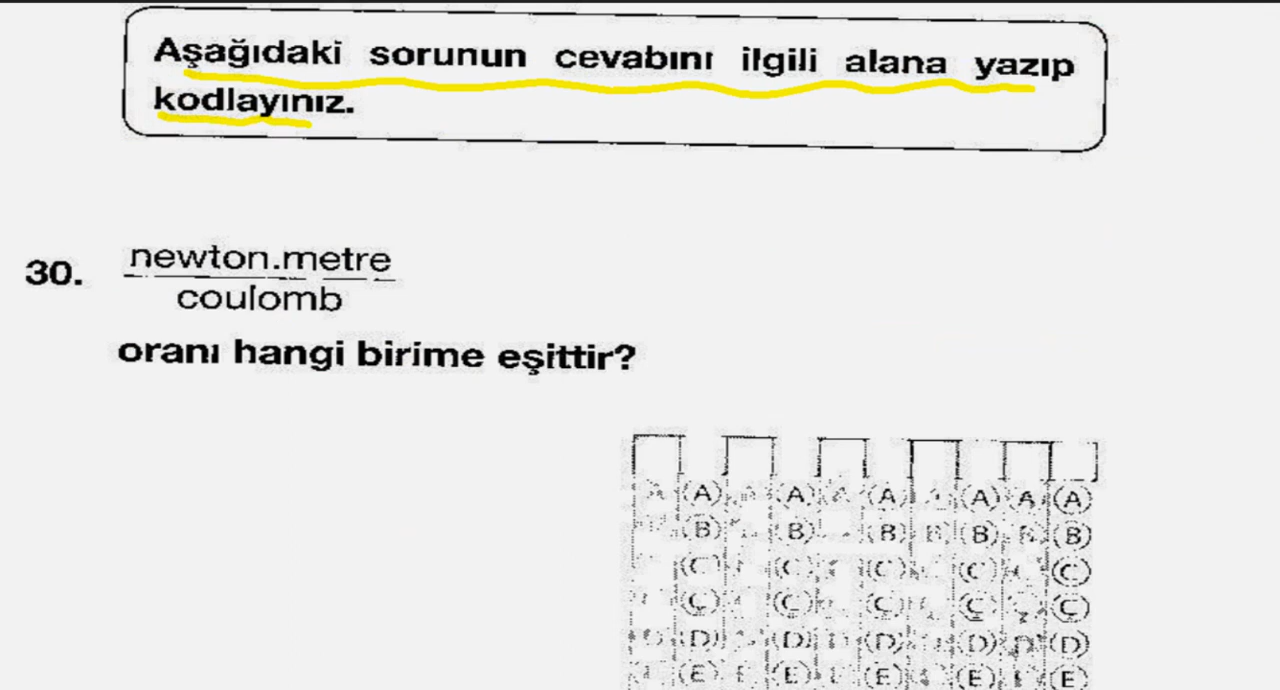 Aşağıdaki sorunun cevabını ilgili alana yazıp
kodlayınız.
30. newton.metre
coulomb
oranı hangi birime eşittir?
(A) (A) (A) (A) A (A)
(B) (B) (B) (B) (B)
(C) (C) (C) (C) (C)
(Ç) (Ç) (Ç) (Ç) (Ç)
(D) (D) (D) (D) D (D)
(E) (E) (E) (E) (E)